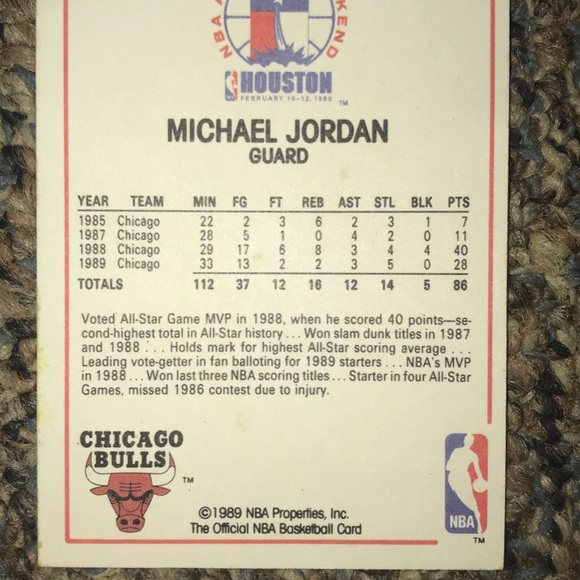 NBA A KEND
HOUSTON
FEBRUARY 10-12, 1989
TM
MICHAEL JORDAN
GUARD
YEAR TEAM MIN FG FT REB AST STL BLK PTS
1985 Chicago 22 2 3 6 2 3 1 7
1987 Chicago 28 5 1 0 4 2 0 11
1988 Chicago 29 17 6 8 3 4 4 40
1989 Chicago 33 13 2 2 3 5 0 28
TOTALS 112 37 12 16 12 14 5 86
Voted All-Star Game MVP in 1988, when he scored 40 points—se-
cond-highest total in All-Star history . . . Won slam dunk titles in 1987
and 1988 . . . Holds mark for highest All-Star scoring average . . .
Leading vote-getter in fan balloting for 1989 starters . . . NBA's MVP
in 1988 . . . Won last three NBA scoring titles . . . Starter in four All-Star
Games, missed 1986 contest due to injury.
CHICAGO
BULLS
TM
©1989 NBA Properties, Inc.
The Official NBA Basketball Card
NBA
TM